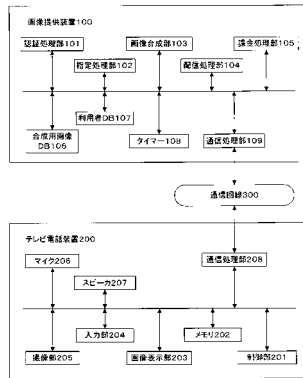 画像提供装置100
認証処理部101
画像合成部103
課金処理部105
指定処理部102
配信処理部104
利用者DB107
合成用画像
DB106
タイマー108
通信処理部109
通信回線300
テレビ電話装置200
マイク206
通信処理部208
スピーカ207
入力部204
メモリ202
撮像部205
画像表示部203
制御部201